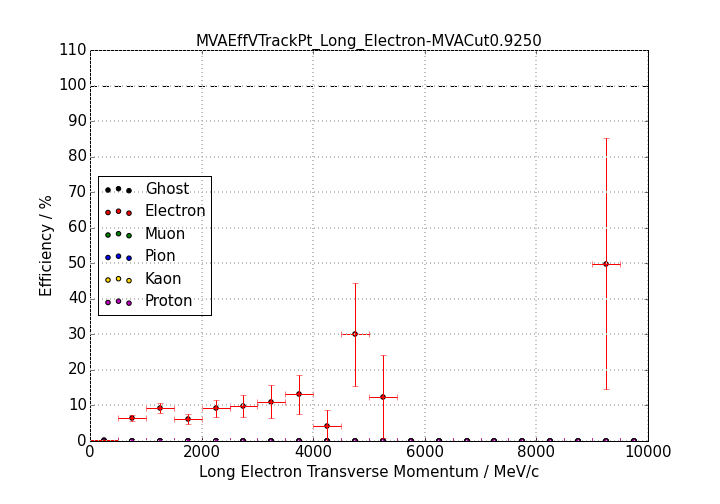 MVAEffVTrackPt_Long_Electron-MVACut0.9250
110
100
90
80
70
60
50
40
30
20
10
0
Efficiency / %
Ghost
Electron
Muon
Pion
Kaon
Proton
0 2000 4000 6000 8000 10000
Long Electron Transverse Momentum / MeV/c